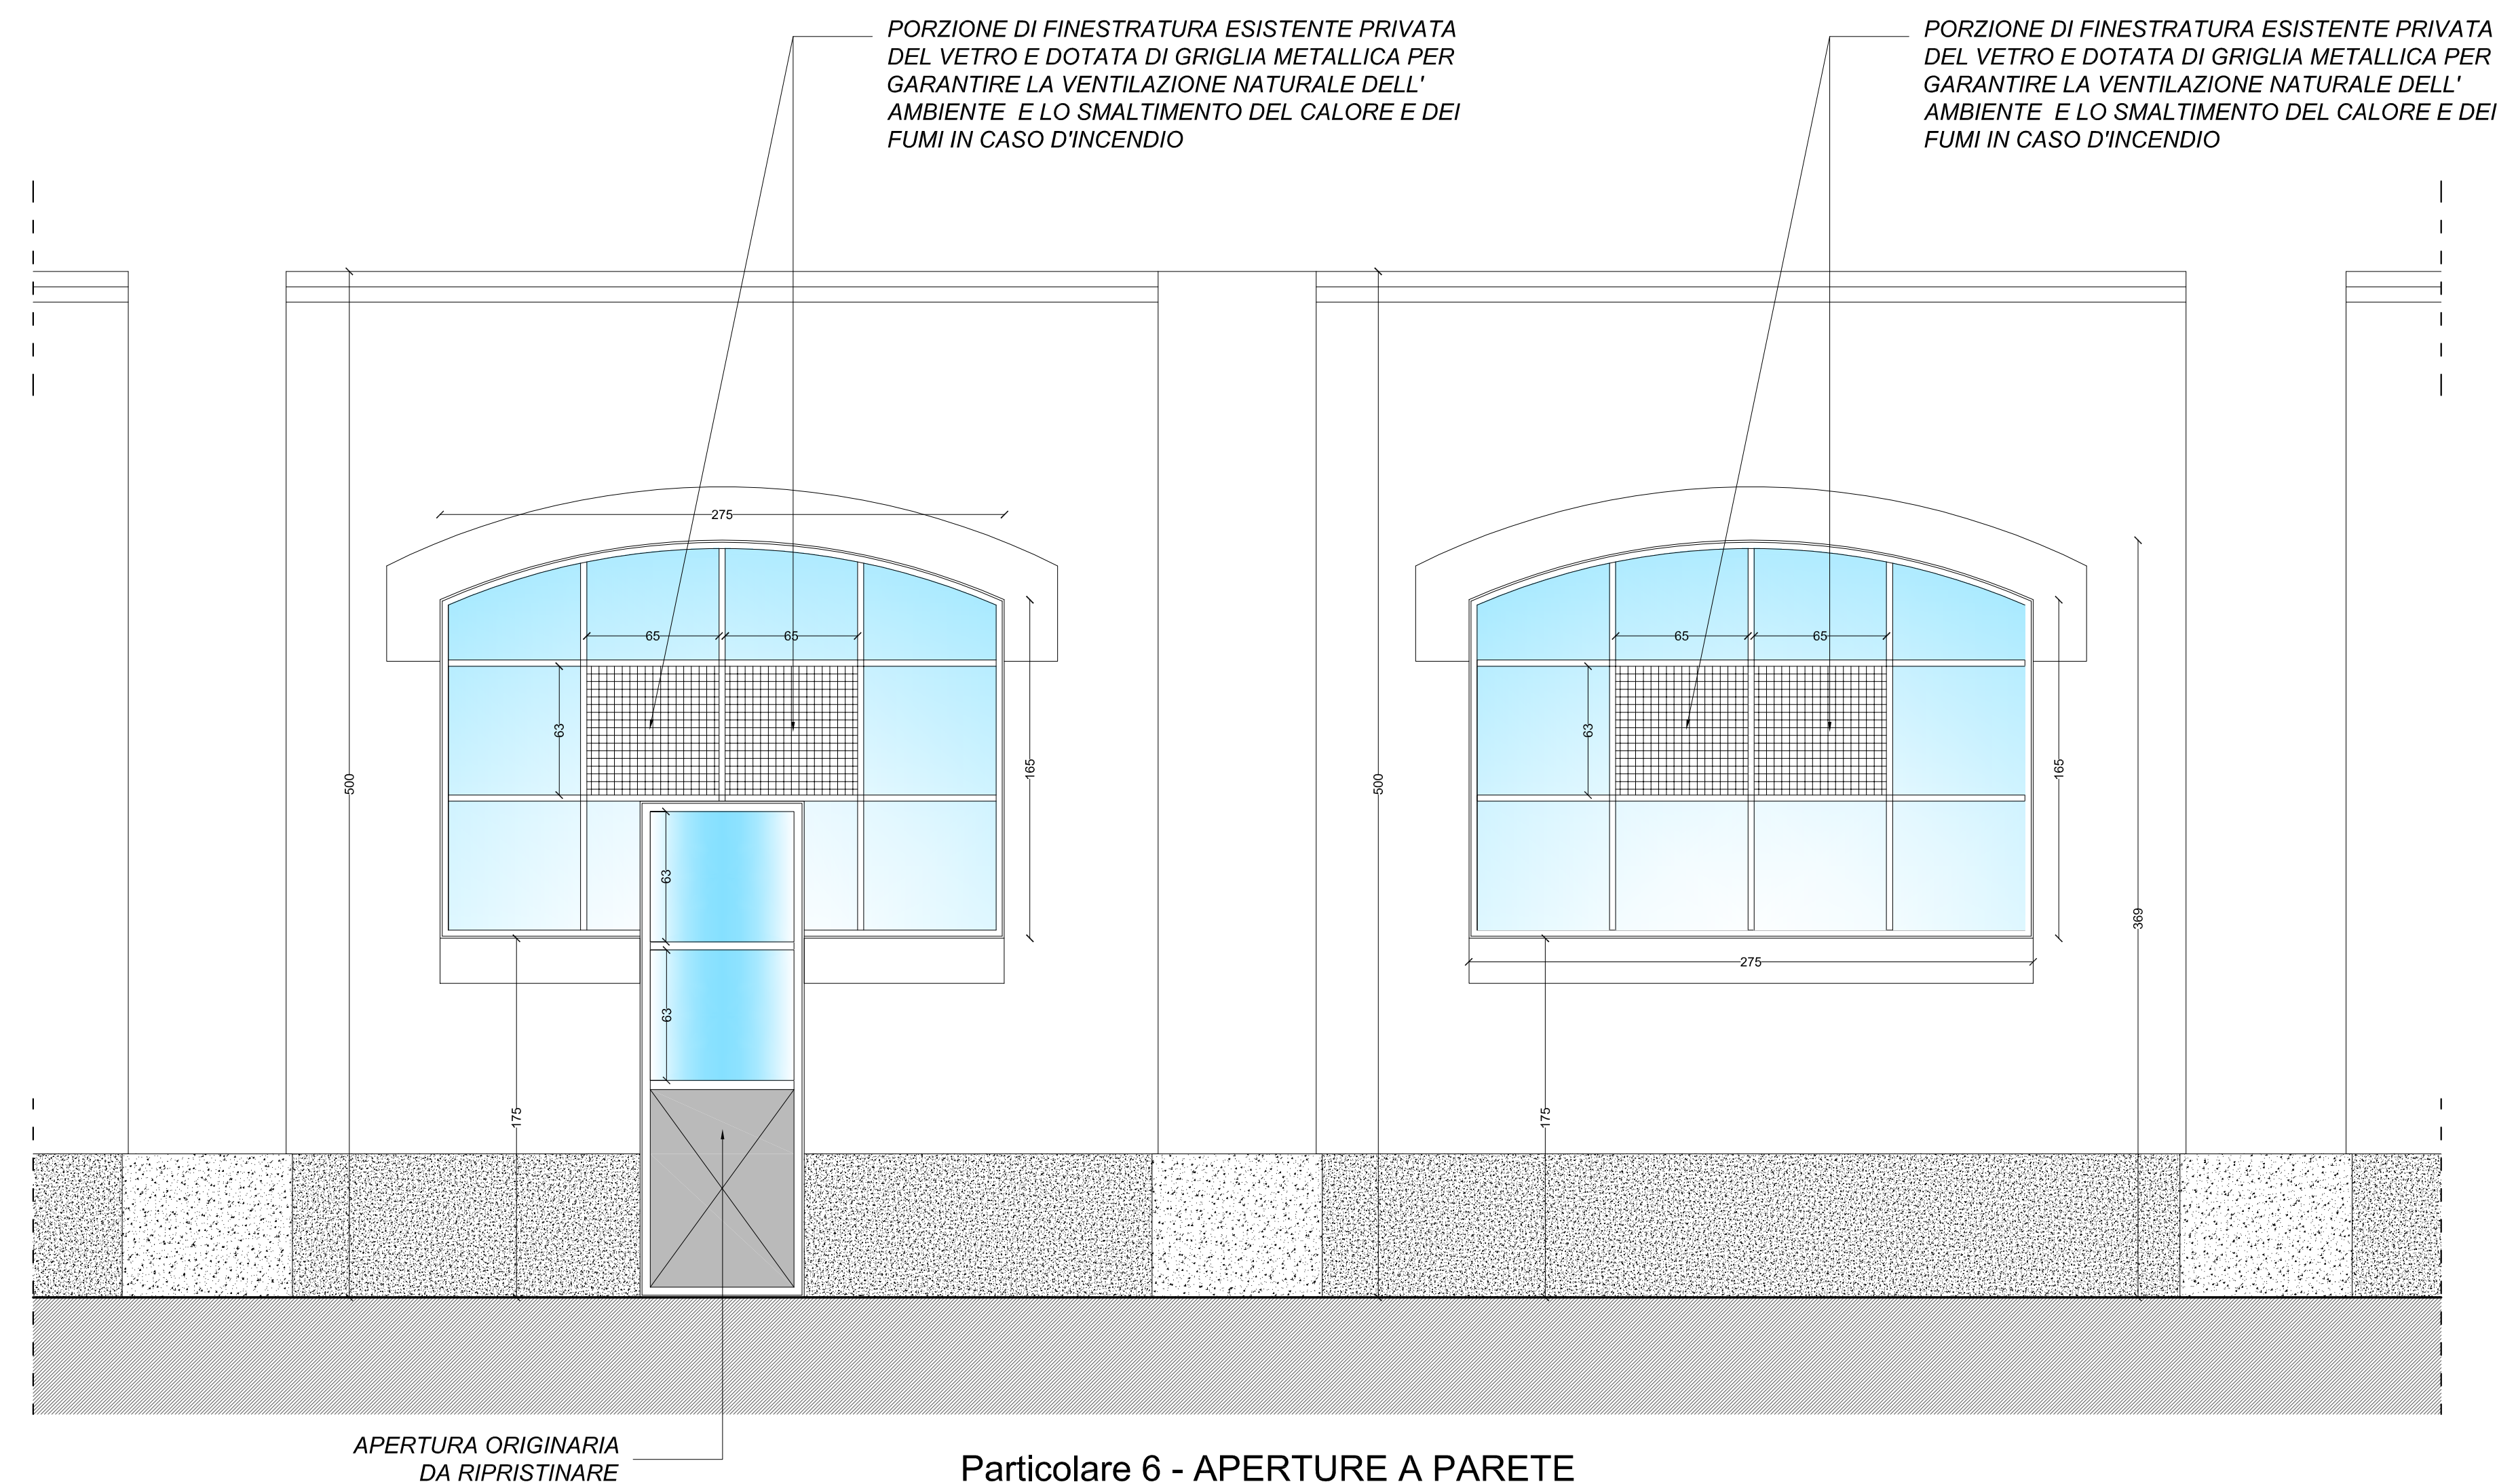 PORZIONE DI FINESTRATURA ESISTENTE PRIVATA
DEL VETRO E DOTATA DI GRIGLIA METALLICA PER
GARANTIRE LA VENTILAZIONE NATURALE DELL'
AMBIENTE E LO SMALTIMENTO DEL CALORE E DEI
FUMI IN CASO D'INCENDIO
PORZIONE DI FINESTRATURA ESISTENTE PRIVATA
DEL VETRO E DOTATA DI GRIGLIA METALLICA PER
GARANTIRE LA VENTILAZIONE NATURALE DELL'
AMBIENTE E LO SMALTIMENTO DEL CALORE E DEI
FUMI IN CASO D'INCENDIO
275
65
65
63
165
500
63
63
175
65
65
63
165
500
369
275
175
APERTURA ORIGINARIA
DA RIPRISTINARE
Particolare 6 - APERTURE A PARETE